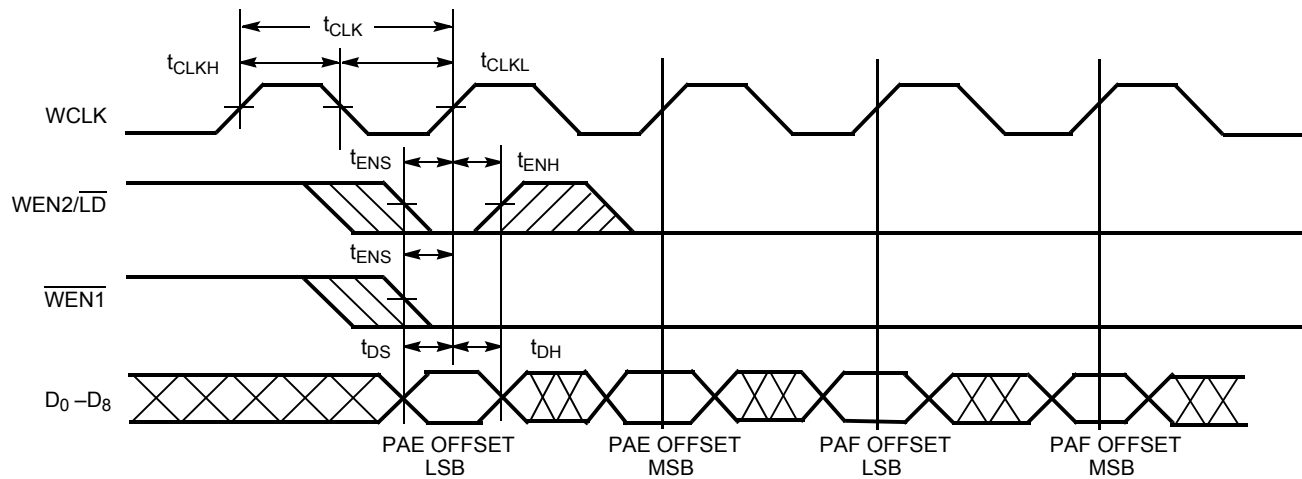 tCLK
tCLKH
tCLKL
WCLK
tENS
tENH
WEN2/LD
tENS
WEN1
tDS
tDH
D0 –D8
PAE OFFSET
LSB
PAE OFFSET
MSB
PAF OFFSET
LSB
PAF OFFSET
MSB